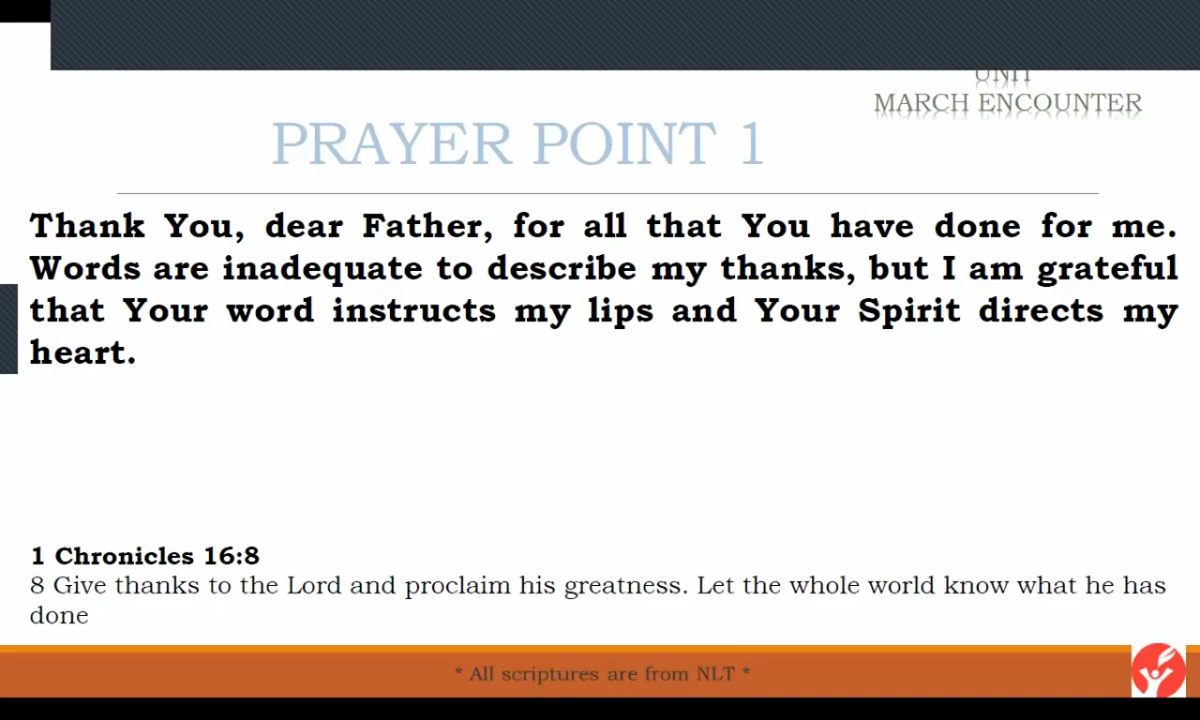 UNIT
MARCH ENCOUNTER
PRAYER POINT 1
Thank You, dear Father, for all that You have done for me.
Words are inadequate to describe my thanks, but I am grateful
that Your word instructs my lips and Your Spirit directs my
heart.
1 Chronicles 16:8
8 Give thanks to the Lord and proclaim his greatness. Let the whole world know what he has
done
* All scriptures are from NLT *